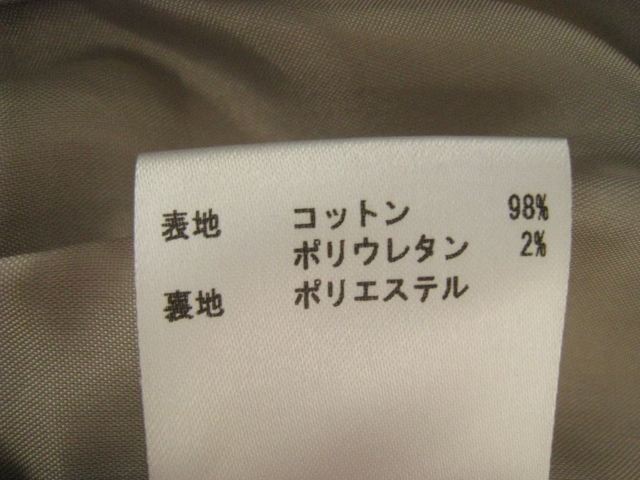 表地 コットン 98%
ポリウレタン 2%
裏地 ポリエステル